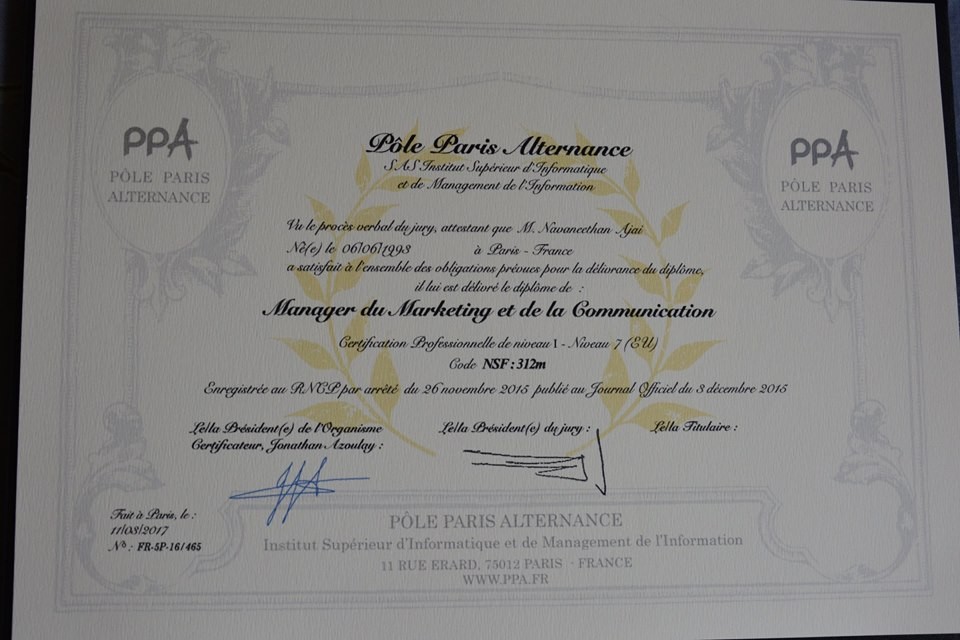 PPA
PÔLE PARIS
ALTERNANCE
PPA
PÔLE PARIS
ALTERNANCE
Pôle Paris Alternance
SAS Institut Supérieur d'Informatique
et de Management de l'Information
Vu le procès verbal du jury, attestant que M. Navaneethan Ajai
Né(e) le 06/06/1993 à Paris - France
a satisfait à l'ensemble des obligations prévues pour la délivrance du diplôme,
il lui est délivré le diplôme de :
Manager du Marketing et de la Communication
Certification Professionnelle de niveau I - Niveau 7 (EU)
Code NSF : 312m
Enregistrée au RNCP par arrêté du 26 novembre 2015 publié au Journal Officiel du 3 décembre 2015
Le/la Président(e) de l'Organisme
Certificateur, Jonathan Azoulay :
Le/la Président(e) du jury :
Le/la Titulaire :
Fait à Paris, le :
11/03/2017
N° : FR-5P-16/465
PÔLE PARIS ALTERNANCE
Institut Supérieur d'Informatique et de Management de l'Information
11 RUE ERARD, 75012 PARIS - FRANCE
WWW.PPA.FR